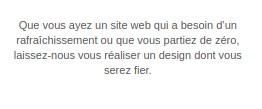 Que vous ayez un site web qui a besoin d'un
rafraîchissement ou que vous partiez de zéro,
laissez-nous vous réaliser un design dont vous
serez fier.